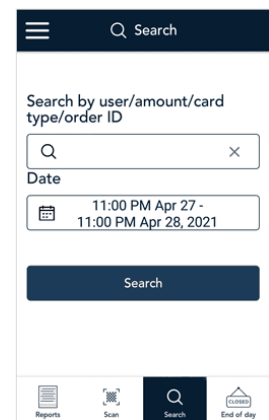 Search
Search by user/amount/card
type/order ID
Date
11:00 PM Apr 27 -
11:00 PM Apr 28, 2021
Search
CLOSED
Reports Scan Search End of day